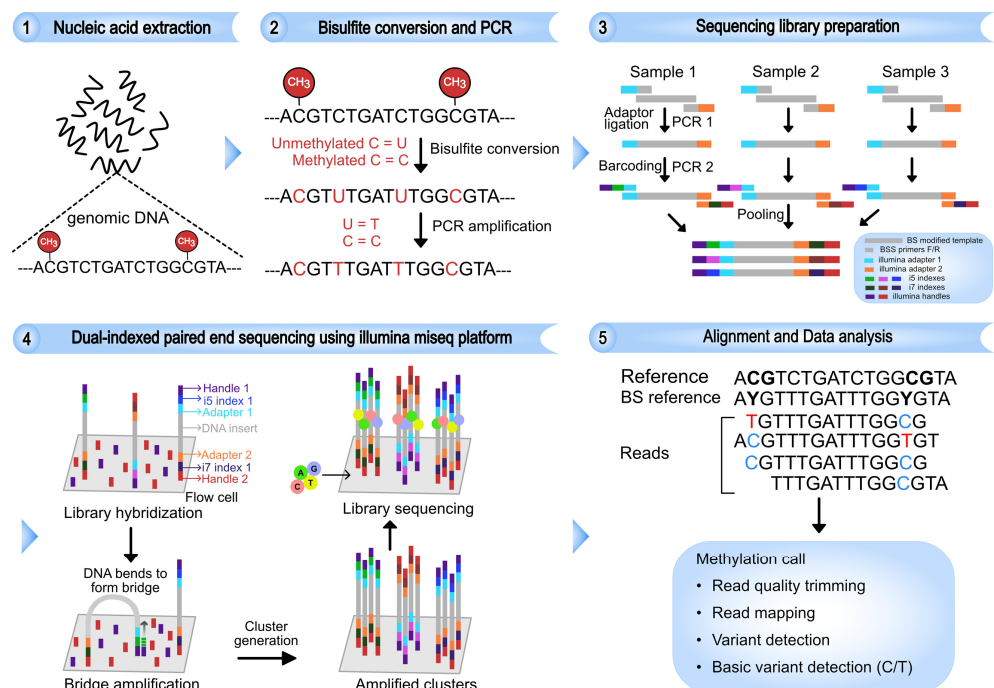 1 Nucleic acid extraction
genomic DNA
CH3 CH3
---ACGTCTGATCTGGCGTA---
2 Bisulfite conversion and PCR
CH3 CH3
---ACGTCTGATCTGGCGTA---
Unmethylated C = U
Methylated C = C
Bisulfite conversion
---ACGTUTGATUTGGCGTA---
U = T
C = C
PCR amplification
---ACGTTTGATTTGGCGTA---
3 Sequencing library preparation
Sample 1 Sample 2 Sample 3
Adaptor
ligation
PCR 1
Barcoding PCR 2
Pooling
BS modified template
BSS primers F/R
illumina adapter 1
illumina adapter 2
i5 indexes
i7 indexes
illumina handles
4 Dual-indexed paired end sequencing using illumina miseq platform
Handle 1
i5 index 1
Adapter 1
DNA insert
Adapter 2
i7 index 1
Handle 2
Flow cell
Library hybridization
DNA bends to
form bridge
Bridge amplification
Cluster
generation
Amplified clusters
A G
C T
Library sequencing
5 Alignment and Data analysis
Reference ACGTCTGATCTGGCGTA
BS reference AYGTTTGATTTGGYGTA
Reads
TGTTTGATTTGGCG
ACGTTTGATTTGGTGT
CGTTTGATTTGGCG
TTTGATTTGGCGTA
Methylation call
• Read quality trimming
• Read mapping
• Variant detection
• Basic variant detection (C/T)